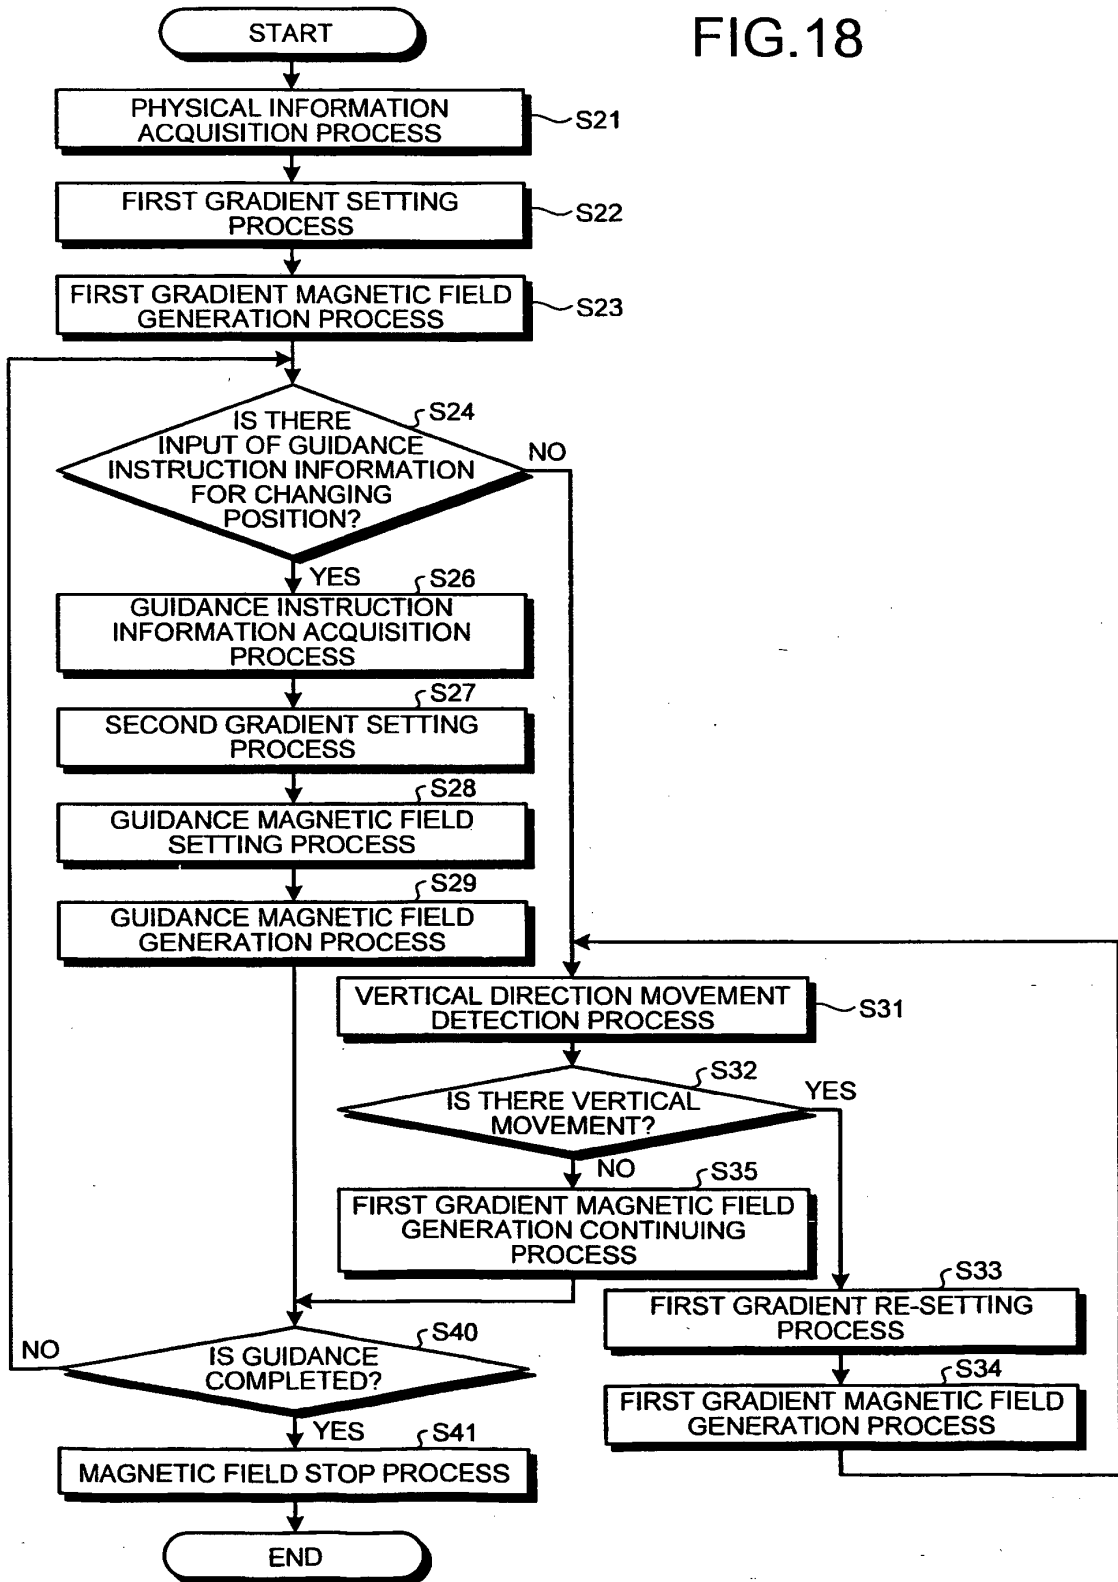 FIG.18
START
PHYSICAL INFORMATION
ACQUISITION PROCESS
S21
FIRST GRADIENT SETTING
PROCESS
S22
FIRST GRADIENT MAGNETIC FIELD
GENERATION PROCESS
S23
S24
IS THERE
INPUT OF GUIDANCE
INSTRUCTION INFORMATION
FOR CHANGING
POSITION?
NO
YES
S26
GUIDANCE INSTRUCTION
INFORMATION ACQUISITION
PROCESS
S27
SECOND GRADIENT SETTING
PROCESS
S28
GUIDANCE MAGNETIC FIELD
SETTING PROCESS
S29
GUIDANCE MAGNETIC FIELD
GENERATION PROCESS
VERTICAL DIRECTION MOVEMENT
DETECTION PROCESS
S31
S32
IS THERE VERTICAL
MOVEMENT?
YES
NO
S35
FIRST GRADIENT MAGNETIC FIELD
GENERATION CONTINUING
PROCESS
S33
FIRST GRADIENT RE-SETTING
PROCESS
S34
FIRST GRADIENT MAGNETIC FIELD
GENERATION PROCESS
S40
NO
IS GUIDANCE
COMPLETED?
YES
S41
MAGNETIC FIELD STOP PROCESS
END